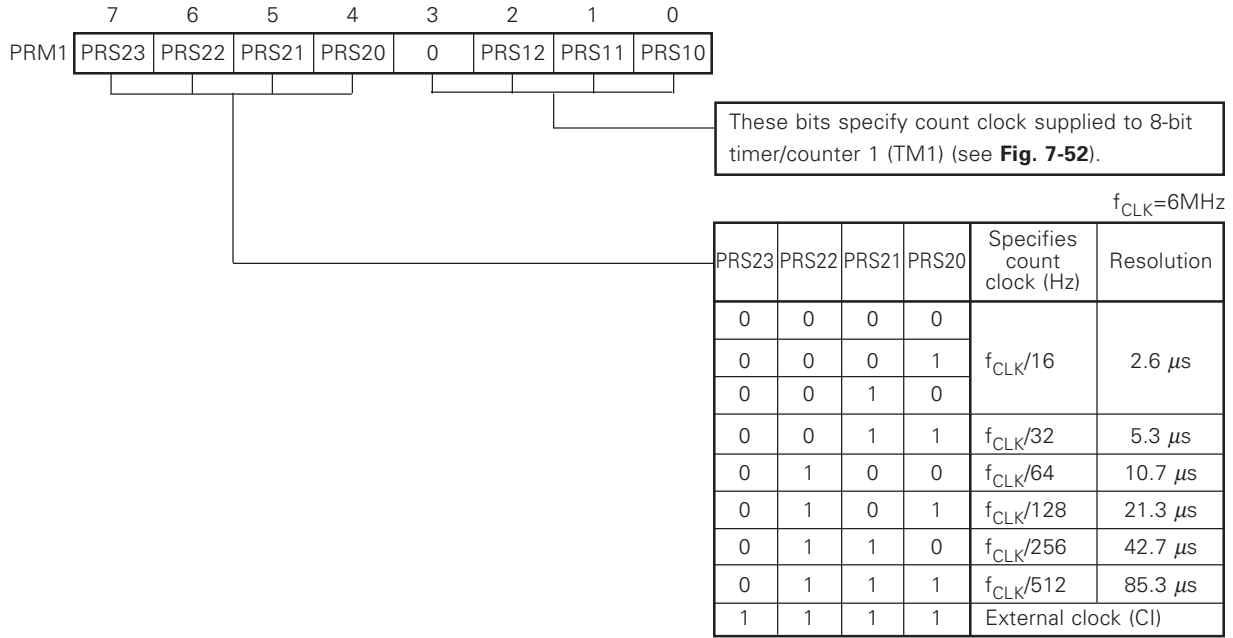 7 6 5 4 3 2 1 0
PRM1 PRS23 PRS22 PRS21 PRS20 0 PRS12 PRS11 PRS10
These bits specify count clock supplied to 8-bit
timer/counter 1 (TM1) (see Fig. 7-52).
fCLK=6MHz
PRS23 PRS22 PRS21 PRS20 Specifies count clock (Hz) Resolution
0 0 0 0
0 0 0 1 fCLK/16 2.6 μs
0 0 1 0
0 0 1 1 fCLK/32 5.3 μs
0 1 0 0 fCLK/64 10.7 μs
0 1 0 1 fCLK/128 21.3 μs
0 1 1 0 fCLK/256 42.7 μs
0 1 1 1 fCLK/512 85.3 μs
1 1 1 1 External clock (CI)